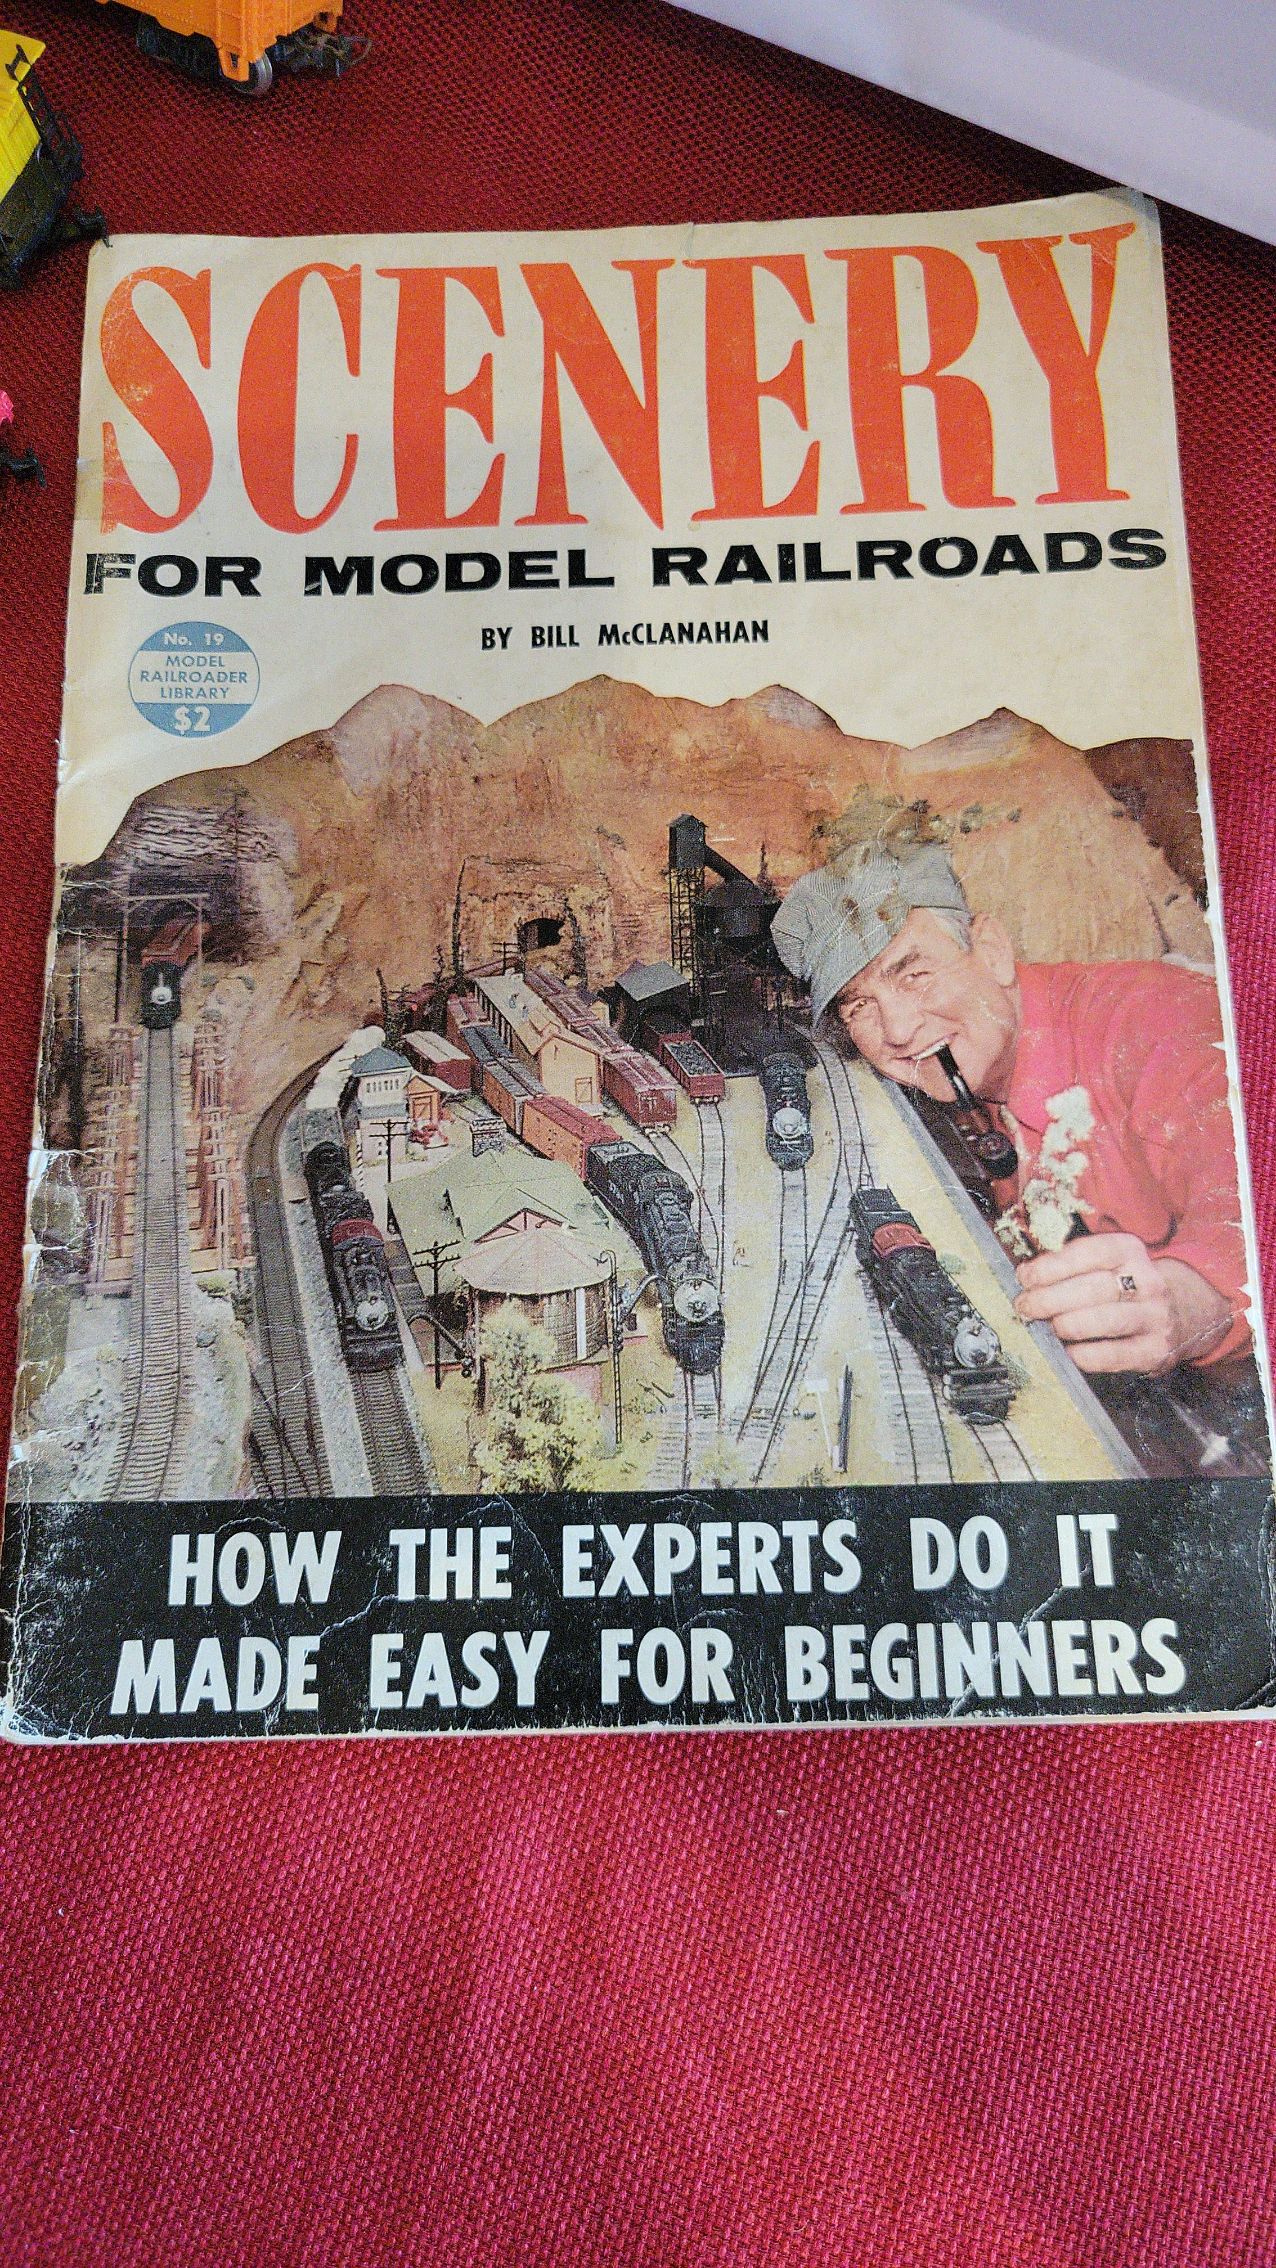 SCENERY
FOR MODEL RAILROADS
BY BILL McCLANAHAN
No. 19
MODEL
RAILROADER
LIBRARY
$2
HOW THE EXPERTS DO IT
MADE EASY FOR BEGINNERS